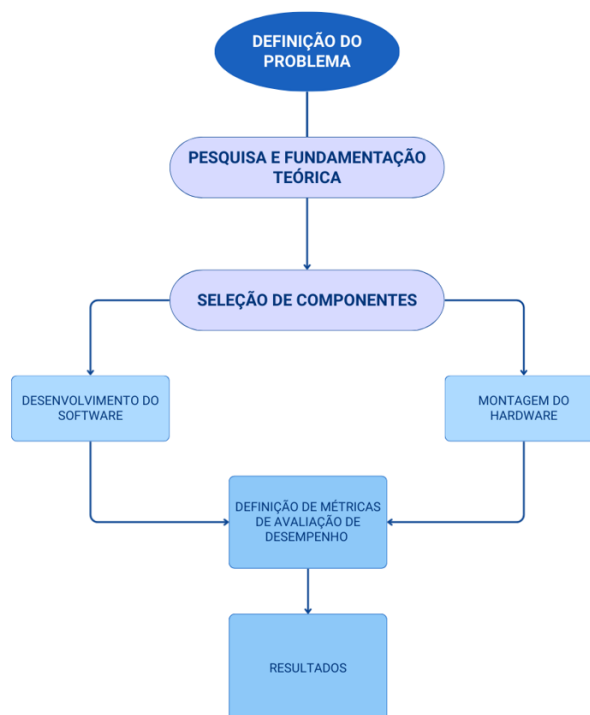 DEFINIÇÃO DO
PROBLEMA
PESQUISA E FUNDAMENTAÇÃO
TEÓRICA
SELEÇÃO DE COMPONENTES
DESENVOLVIMENTO DO
SOFTWARE
MONTAGEM DO
HARDWARE
DEFINIÇÃO DE MÉTRICAS
DE AVALIAÇÃO DE
DESEMPENHO
RESULTADOS